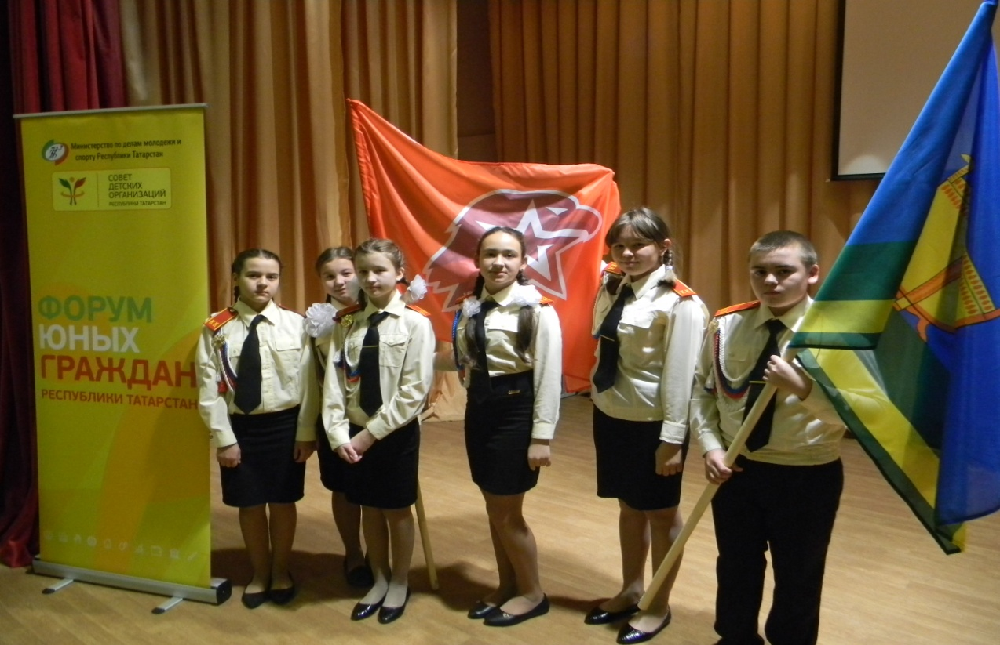 Министерство по делам молодежи и
спорту Республики Татарстан
СОВЕТ
ДЕТСКИХ
ОРГАНИЗАЦИЙ
РЕСПУБЛИКИ ТАТАРСТАН
ФОРУМ
ЮНЫХ
ГРАЖДАН
РЕСПУБЛИКИ ТАТАРСТАН